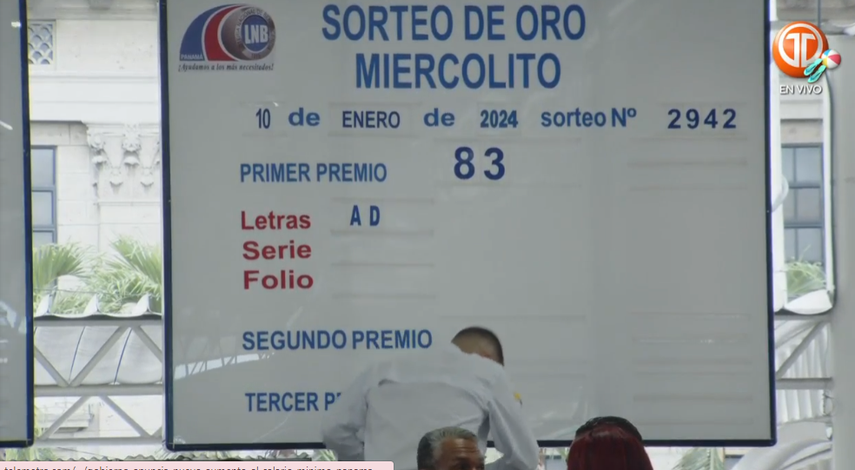 SORTEO DE ORO
MIERCOLITO
LNB
PANAMÁ
¡Ayudamos a los más necesitados!
EN VIVO
10 de ENERO de 2024 sorteo Nº 2942
PRIMER PREMIO 83
Letras A D
Serie
Folio
SEGUNDO PREMIO
TERCER P